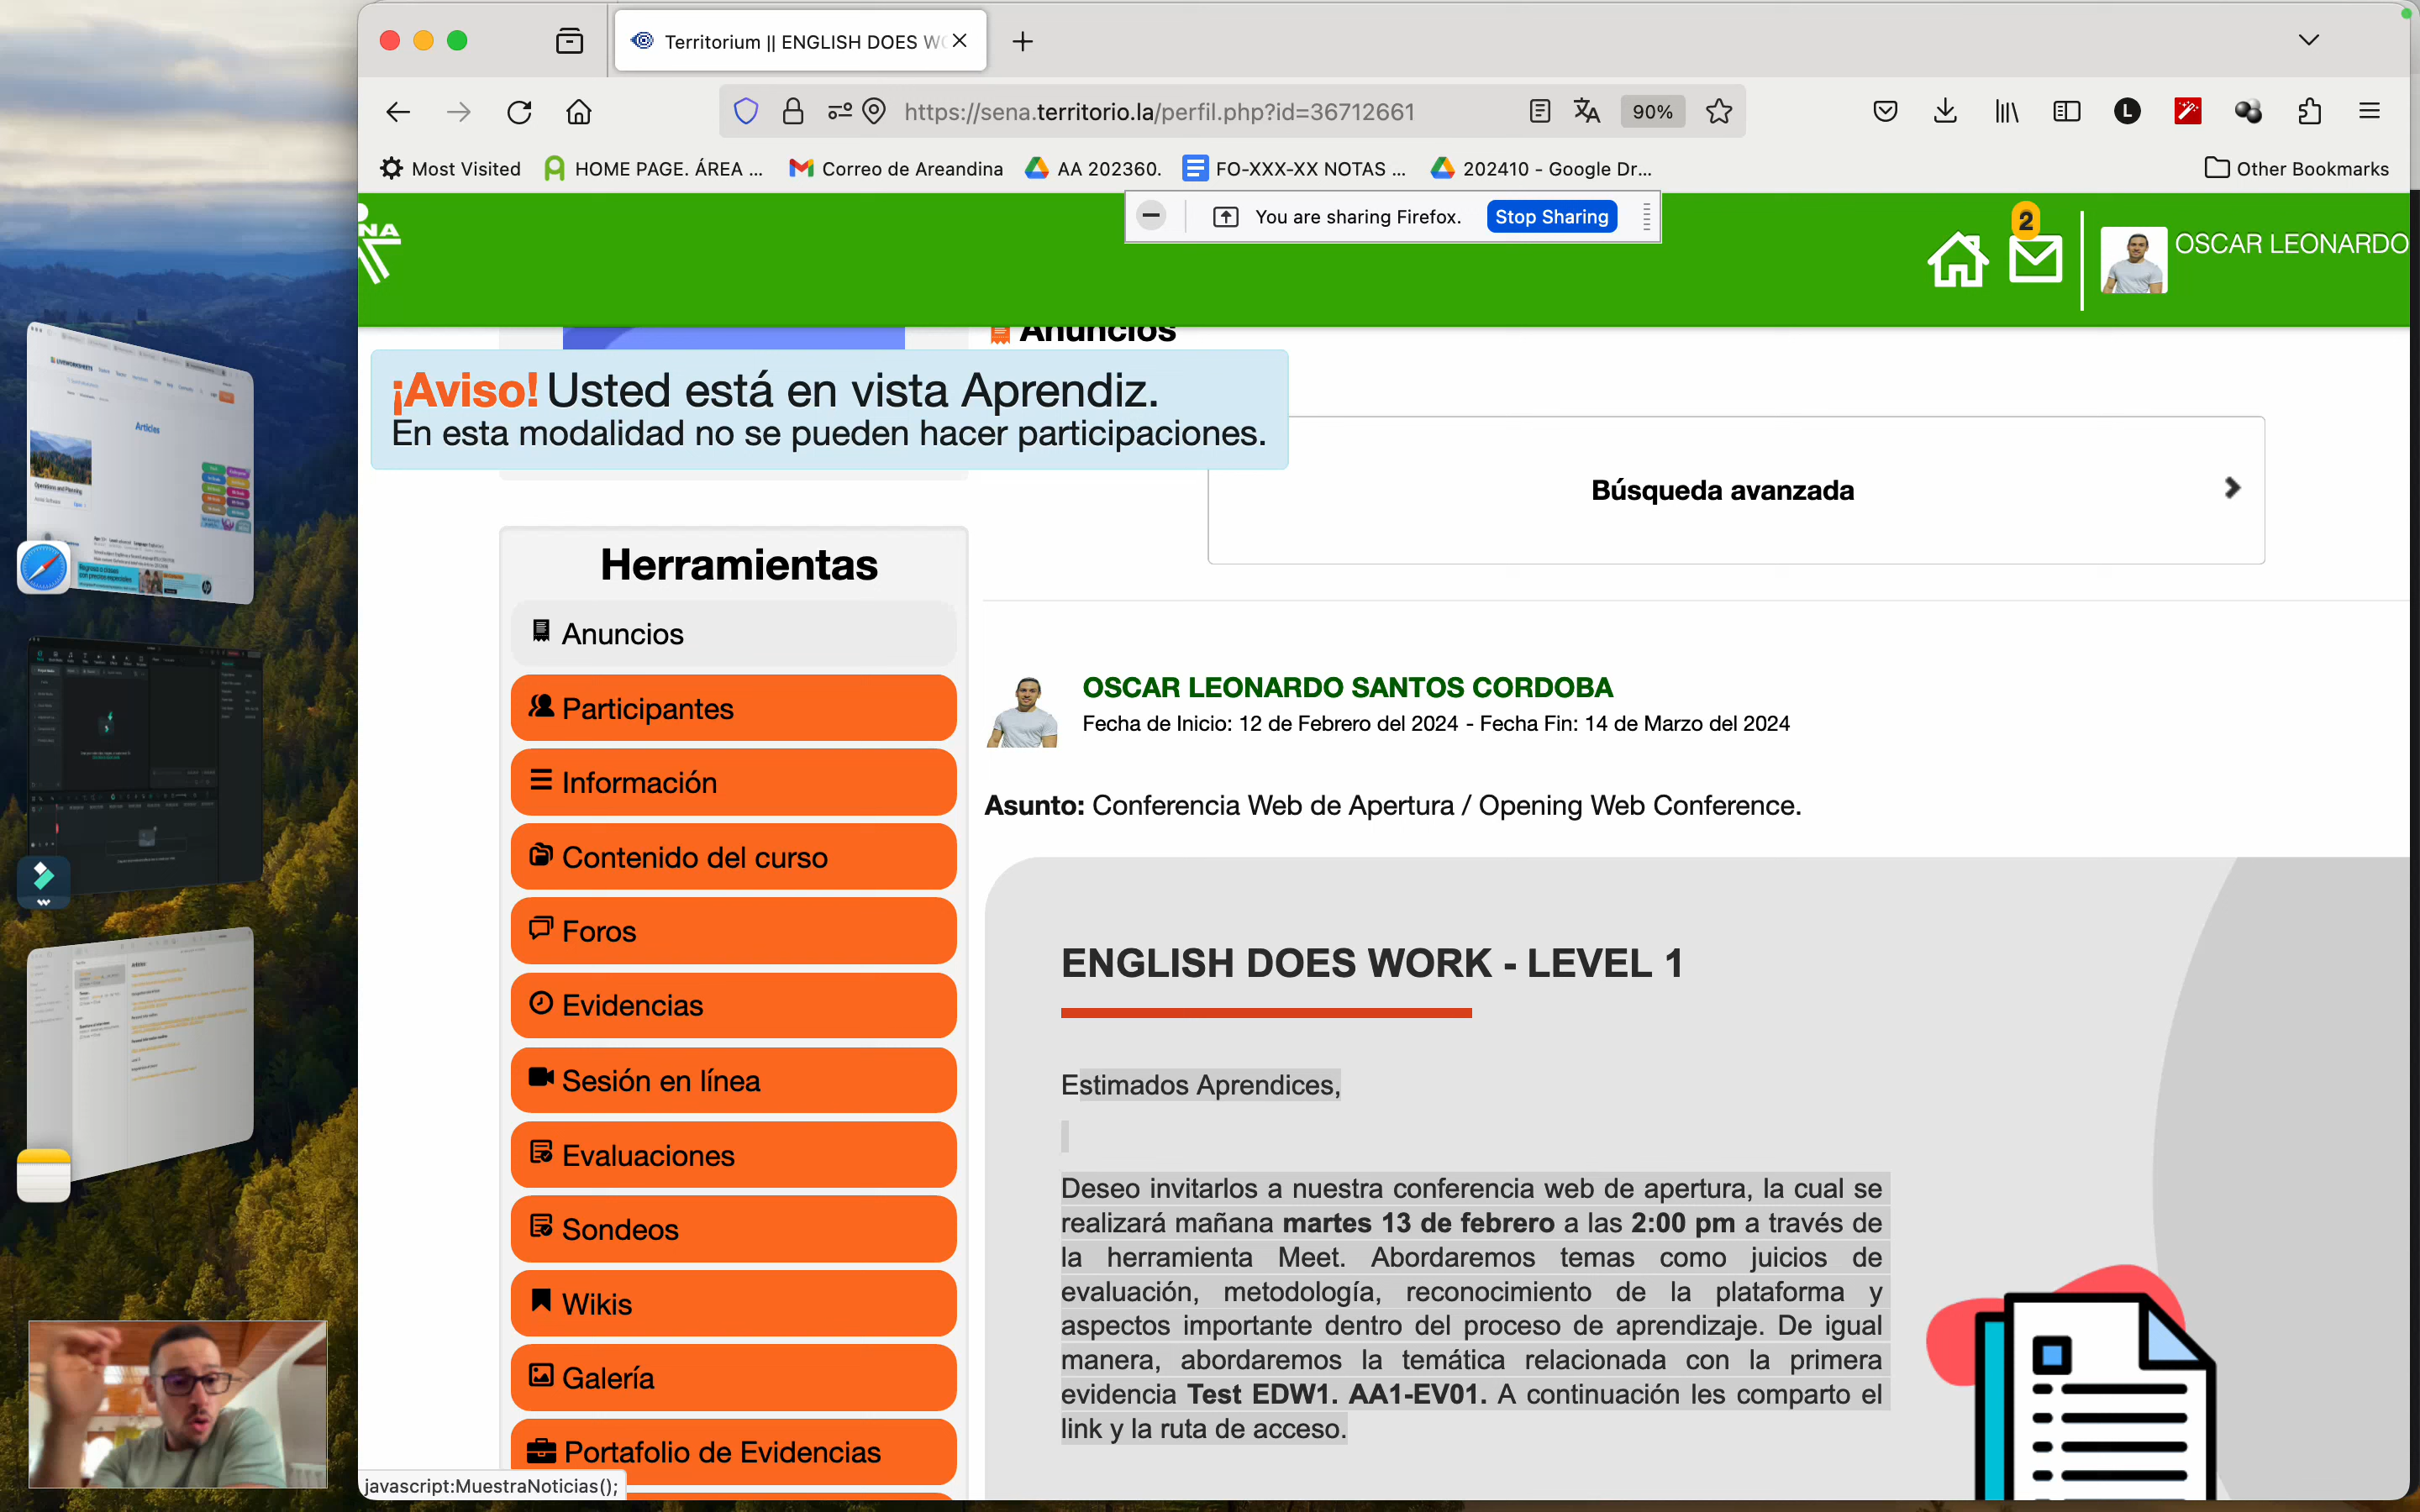 Territorium || ENGLISH DOES WO
https://sena.territorio.la/perfil.php?id=36712661
90%
L
Most Visited
HOME PAGE. ÁREA ...
Correo de Areandina
AA 202360.
FO-XXX-XX NOTAS ...
202410 - Google Dr...
Other Bookmarks
You are sharing Firefox.
Stop Sharing
NA
2
OSCAR LEONARDO
Anuncios
¡Aviso! Usted está en vista Aprendiz.
En esta modalidad no se pueden hacer participaciones.
Búsqueda avanzada
Herramientas
Anuncios
Participantes
Información
Contenido del curso
Foros
Evidencias
Sesión en línea
Evaluaciones
Sondeos
Wikis
Galería
Portafolio de Evidencias
OSCAR LEONARDO SANTOS CORDOBA
Fecha de Inicio: 12 de Febrero del 2024 - Fecha Fin: 14 de Marzo del 2024
Asunto: Conferencia Web de Apertura / Opening Web Conference.
ENGLISH DOES WORK - LEVEL 1
Estimados Aprendices,
Deseo invitarlos a nuestra conferencia web de apertura, la cual se
realizará mañana martes 13 de febrero a las 2:00 pm a través de
la herramienta Meet. Abordaremos temas como juicios de
evaluación, metodología, reconocimiento de la plataforma y
aspectos importante dentro del proceso de aprendizaje. De igual
manera, abordaremos la temática relacionada con la primera
evidencia Test EDW1. AA1-EV01. A continuación les comparto el
link y la ruta de acceso.
javascript:MuestraNoticias();
Articles